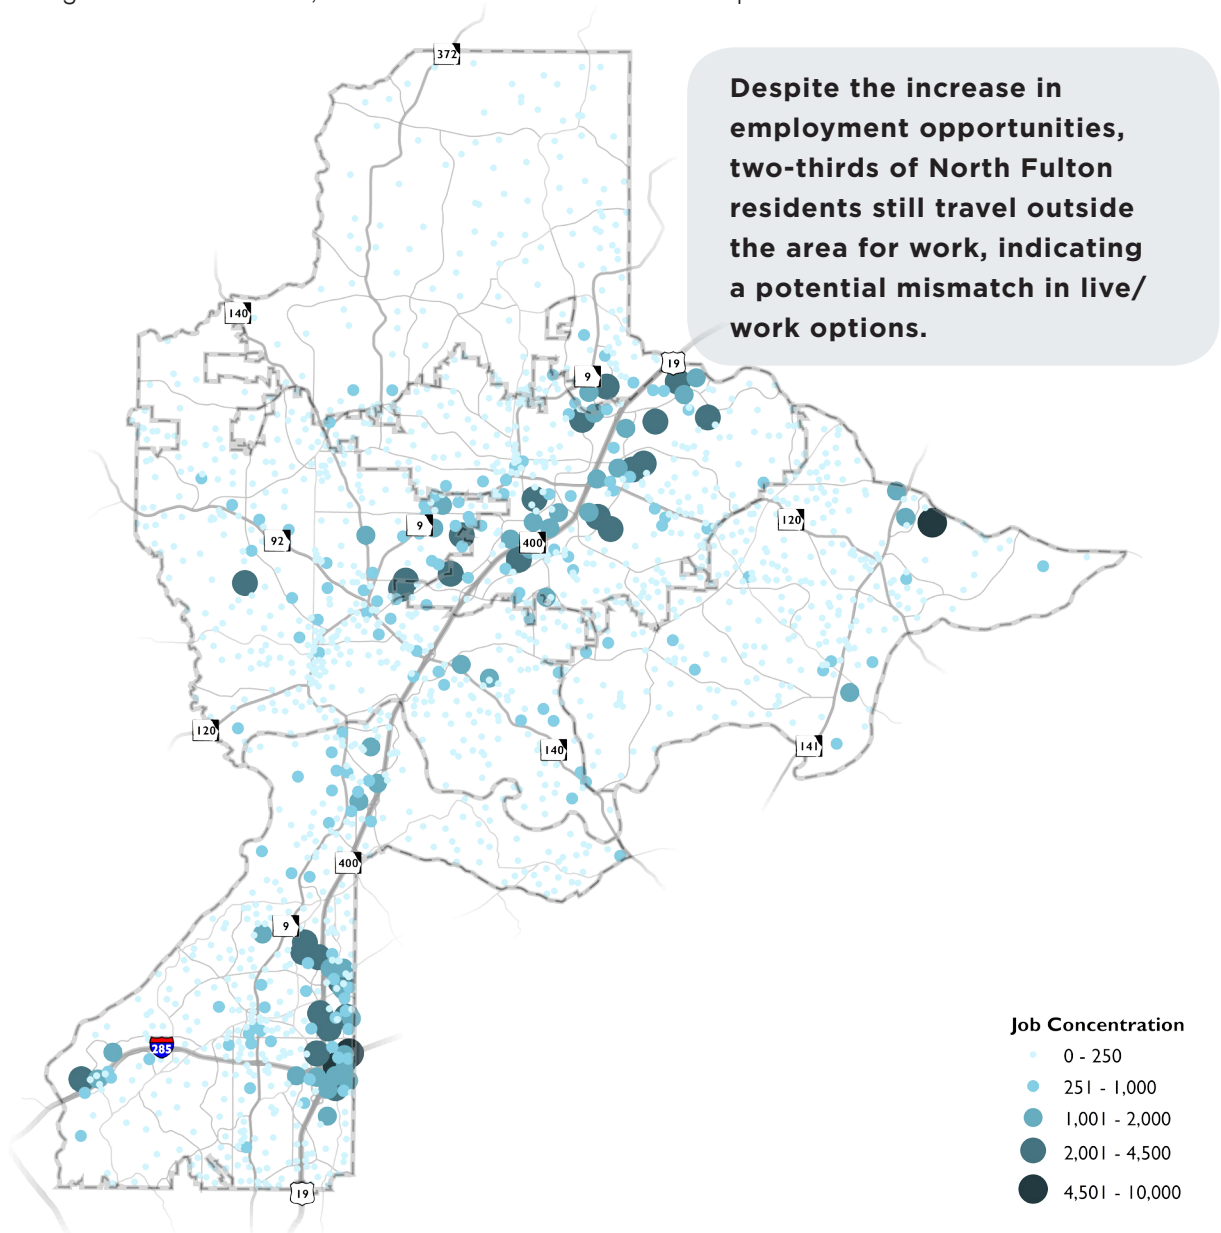 372
Despite the increase in
employment opportunities,
two-thirds of North Fulton
residents still travel outside
the area for work, indicating
a potential mismatch in live/
work options.
140
19
9
9
120
92
400
120
140
141
400
9
285
19
Job Concentration
0 - 250
251 - 1,000
1,001 - 2,000
2,001 - 4,500
4,501 - 10,000